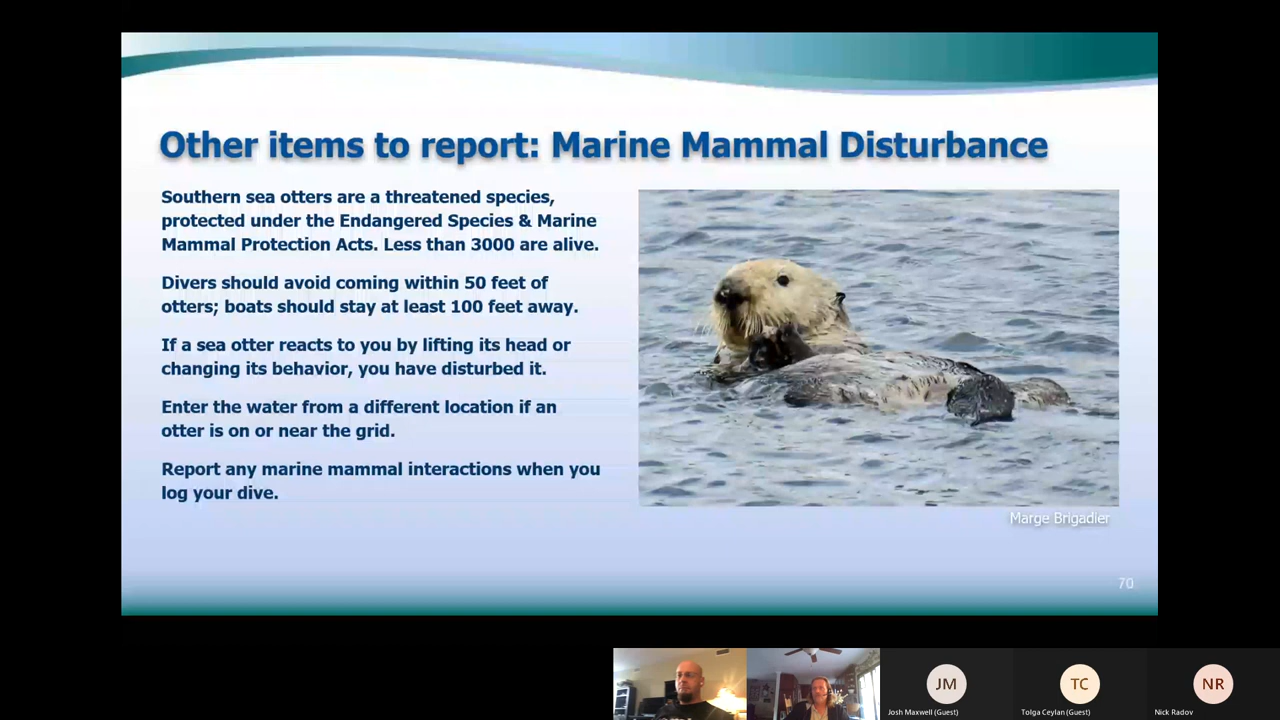 Other items to report: Marine Mammal Disturbance
Southern sea otters are a threatened species,
protected under the Endangered Species & Marine
Mammal Protection Acts. Less than 3000 are alive.
Divers should avoid coming within 50 feet of
otters; boats should stay at least 100 feet away.
If a sea otter reacts to you by lifting its head or
changing its behavior, you have disturbed it.
Enter the water from a different location if an
otter is on or near the grid.
Report any marine mammal interactions when you
log your dive.
Marge Brigadier
70
JM
TC
NR
Josh Maxwell (Guest)
Tolga Ceylan (Guest)
Nick Radov